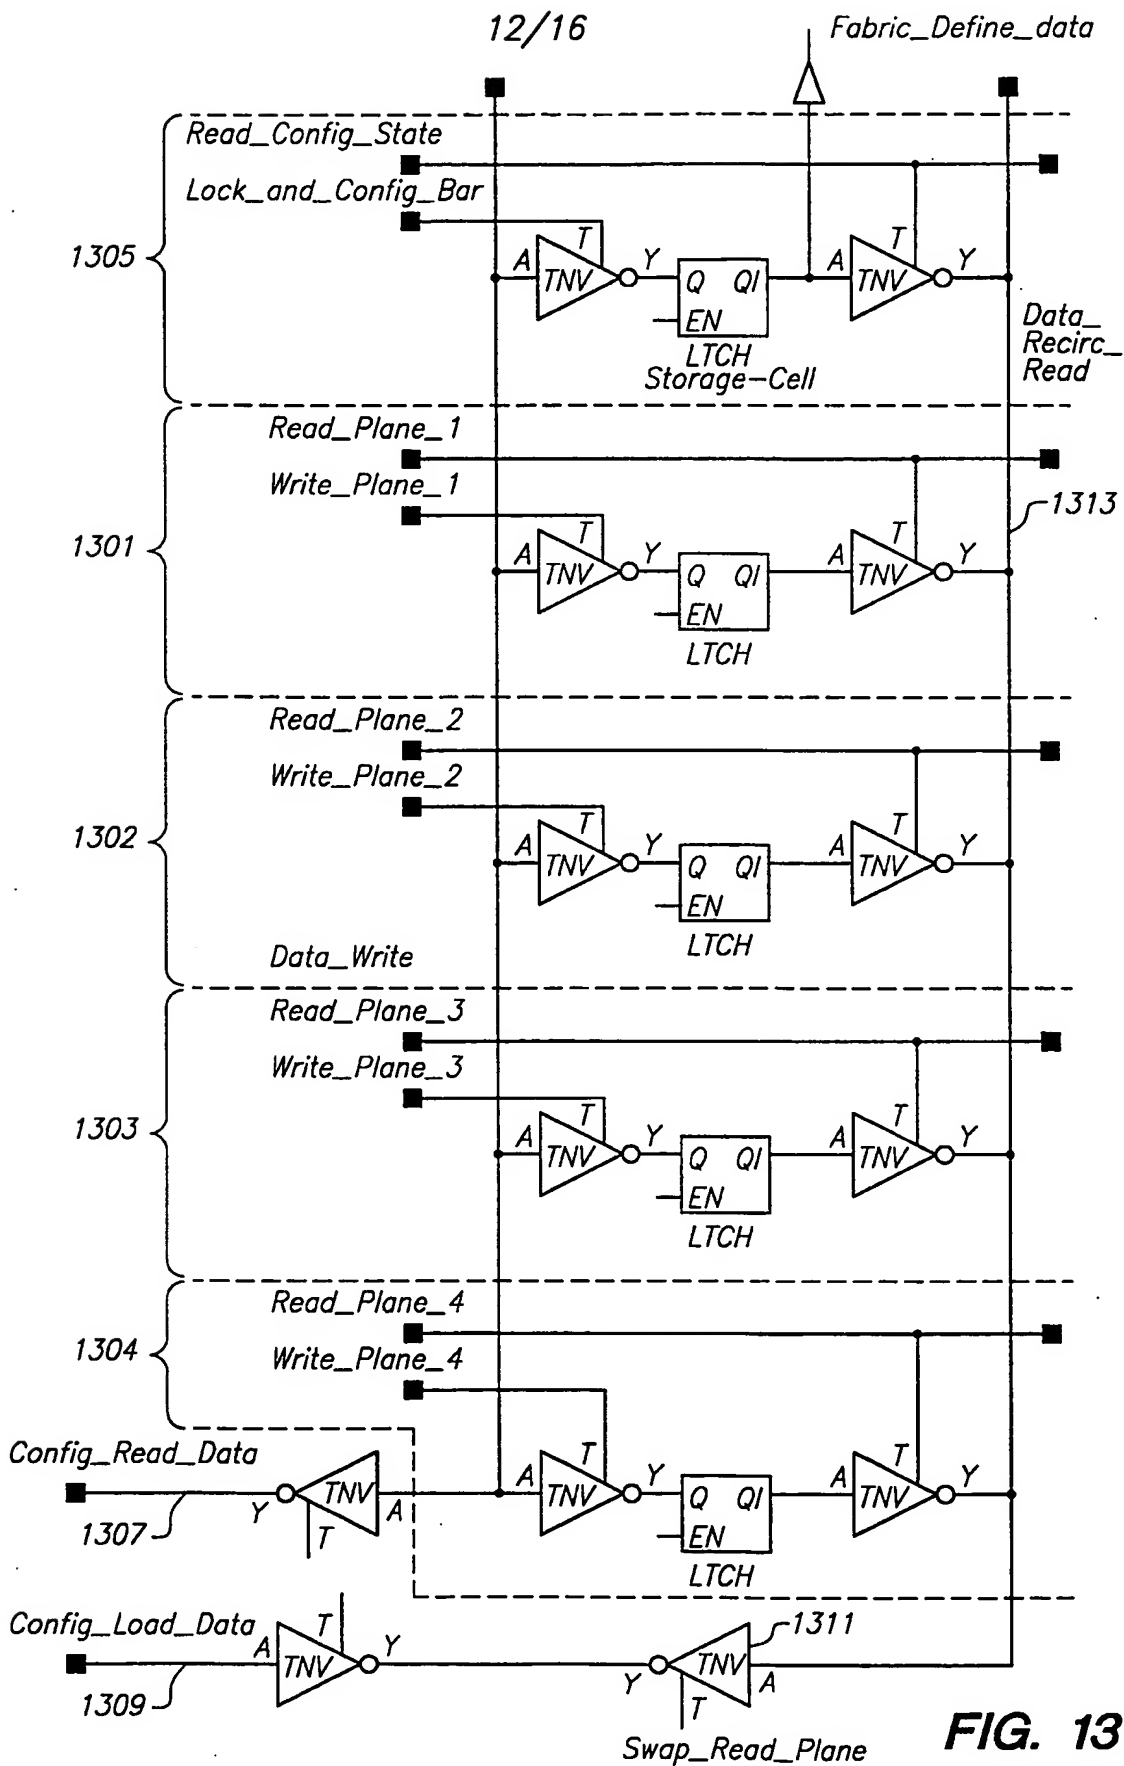 12/16
Fabric_Define_data
Read_Config_State
Lock_and_Config_Bar
1305
A TNV T Y
Q QI
EN
LTCH
Storage-Cell
A TNV T Y
Data_
Recirc_
Read
Read_Plane_1
Write_Plane_1
1301
A TNV T Y
Q QI
EN
LTCH
A TNV T Y
1313
Read_Plane_2
Write_Plane_2
1302
A TNV T Y
Q QI
EN
LTCH
A TNV T Y
Data_Write
Read_Plane_3
Write_Plane_3
1303
A TNV T Y
Q QI
EN
LTCH
A TNV T Y
Read_Plane_4
Write_Plane_4
1304
Config_Read_Data
1307
Y TNV A
T
A TNV T Y
Q QI
EN
LTCH
A TNV T Y
Config_Load_Data
1309
A TNV T Y
1311
Y TNV A
T
Swap_Read_Plane
FIG. 13